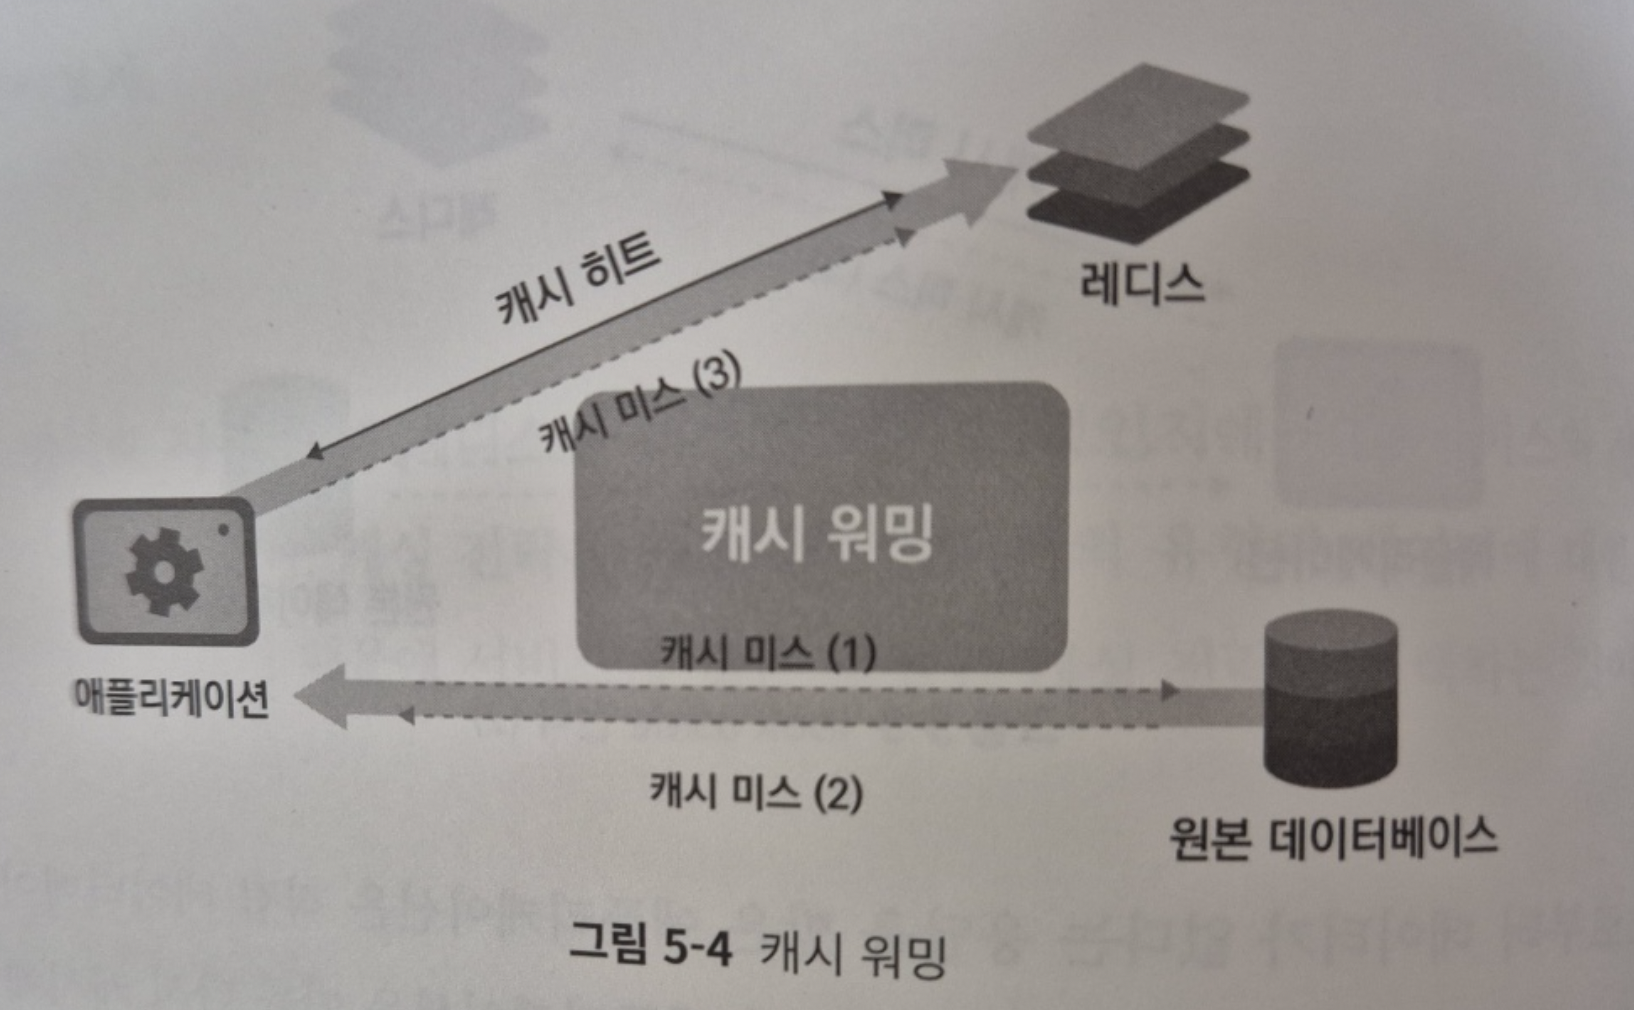 캐시 히트
레디스
캐시 미스 (3)
캐시 워밍
캐시 미스 (1)
애플리케이션
캐시 미스 (2)
원본 데이터베이스
그림 5-4 캐시 워밍